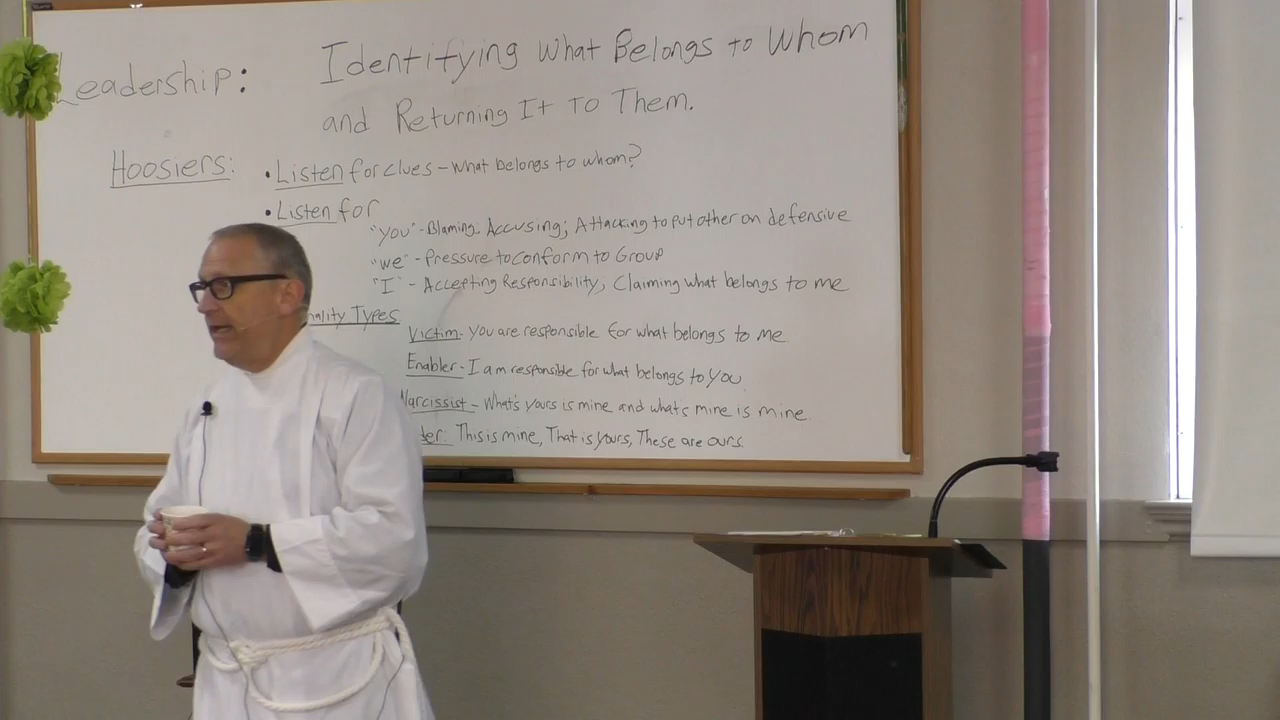 Leadership: Identifying What Belongs to Whom
and Returning It To Them.
Hoosiers: • Listen for clues - What belongs to whom?
• Listen for
"you" - Blaming: Accusing; Attacking to put other on defensive
"we" - Pressure to conform to Group
"I" - Accepting Responsibility, Claiming what belongs to me
Types
Victim - You are responsible for what belongs to me
Enabler - I am responsible for what belongs to you
Narcissist - What's yours is mine and what's mine is mine
This is mine, That is yours, These are ours.